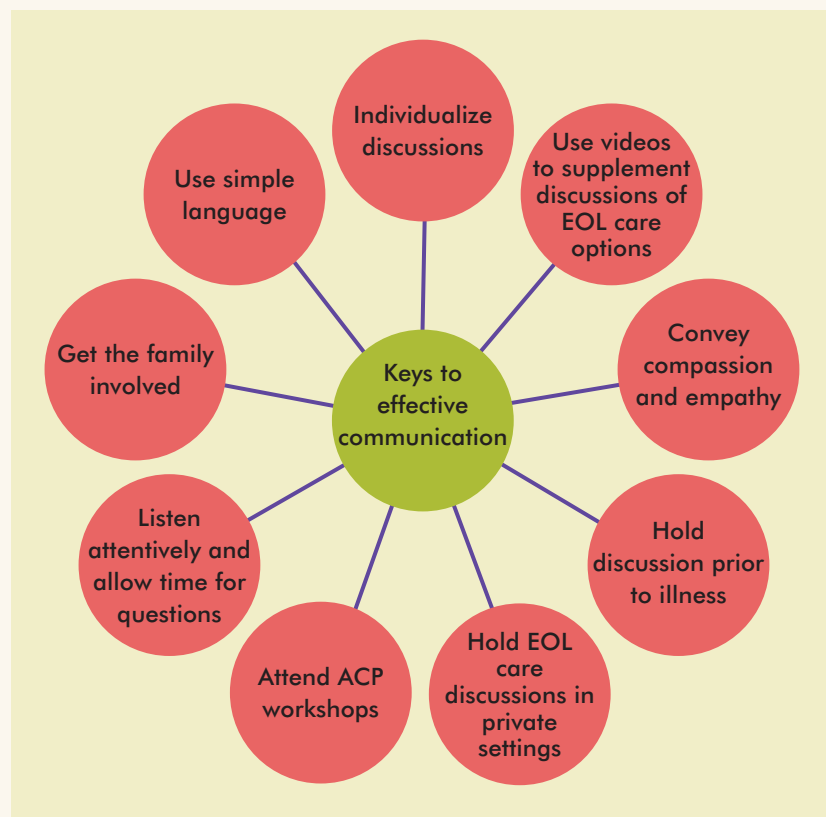 Individualize
discussions
Use videos
to supplement
discussions of
EOL care
options
Convey
compassion
and empathy
Hold
discussion prior
to illness
Hold EOL
care
discussions in
private
settings
Attend ACP
workshops
Listen
attentively and
allow time for
questions
Get the family
involved
Use simple
language
Keys to
effective
communication